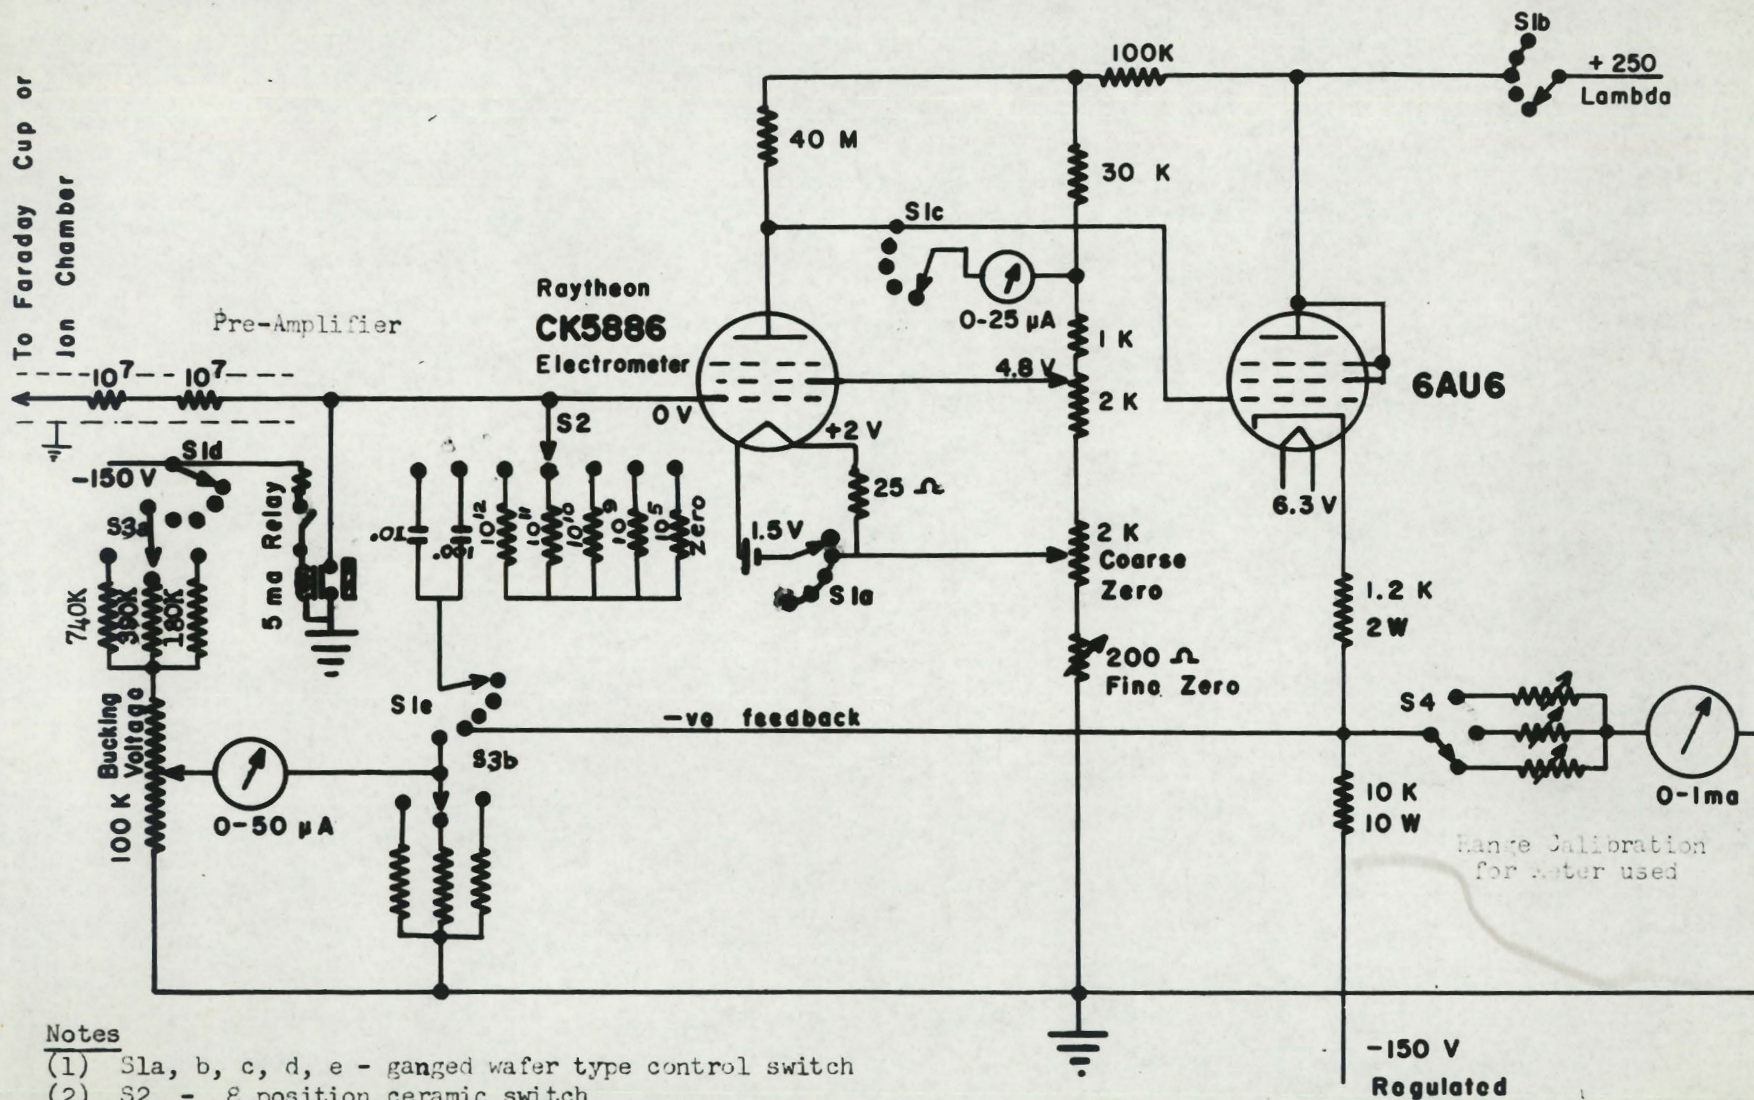 S1b
+ 250
Lambda
100K
40 M
30 K
To Faraday Cup or
Ion Chamber
S1c
Raytheon
CK5886
Electrometer
Pre-Amplifier
0-25 µA
1 K
4.8 V
2 K
6AU6
10⁷
10⁷
0 V
S2
+2 V
25 Ω
6.3 V
S1d
-150 V
S3a
5 ma Relay
.01
.001
10¹²
10¹¹
10¹⁰
10⁹
10⁵
Zero
1.5 V
S1a
2 K
Coarse
Zero
1.2 K
2 W
740K
390K
180K
200 Ω
Fine Zero
S1e
-ve feedback
S4
100 K Bucking
Voltage
S3b
0-50 µA
10 K
10 W
0-1ma
Range Calibration
for Meter used
-150 V
Regulated
Notes
(1) S1a, b, c, d, e - ganged wafer type control switch
(2) S2 - 8 position ceramic switch